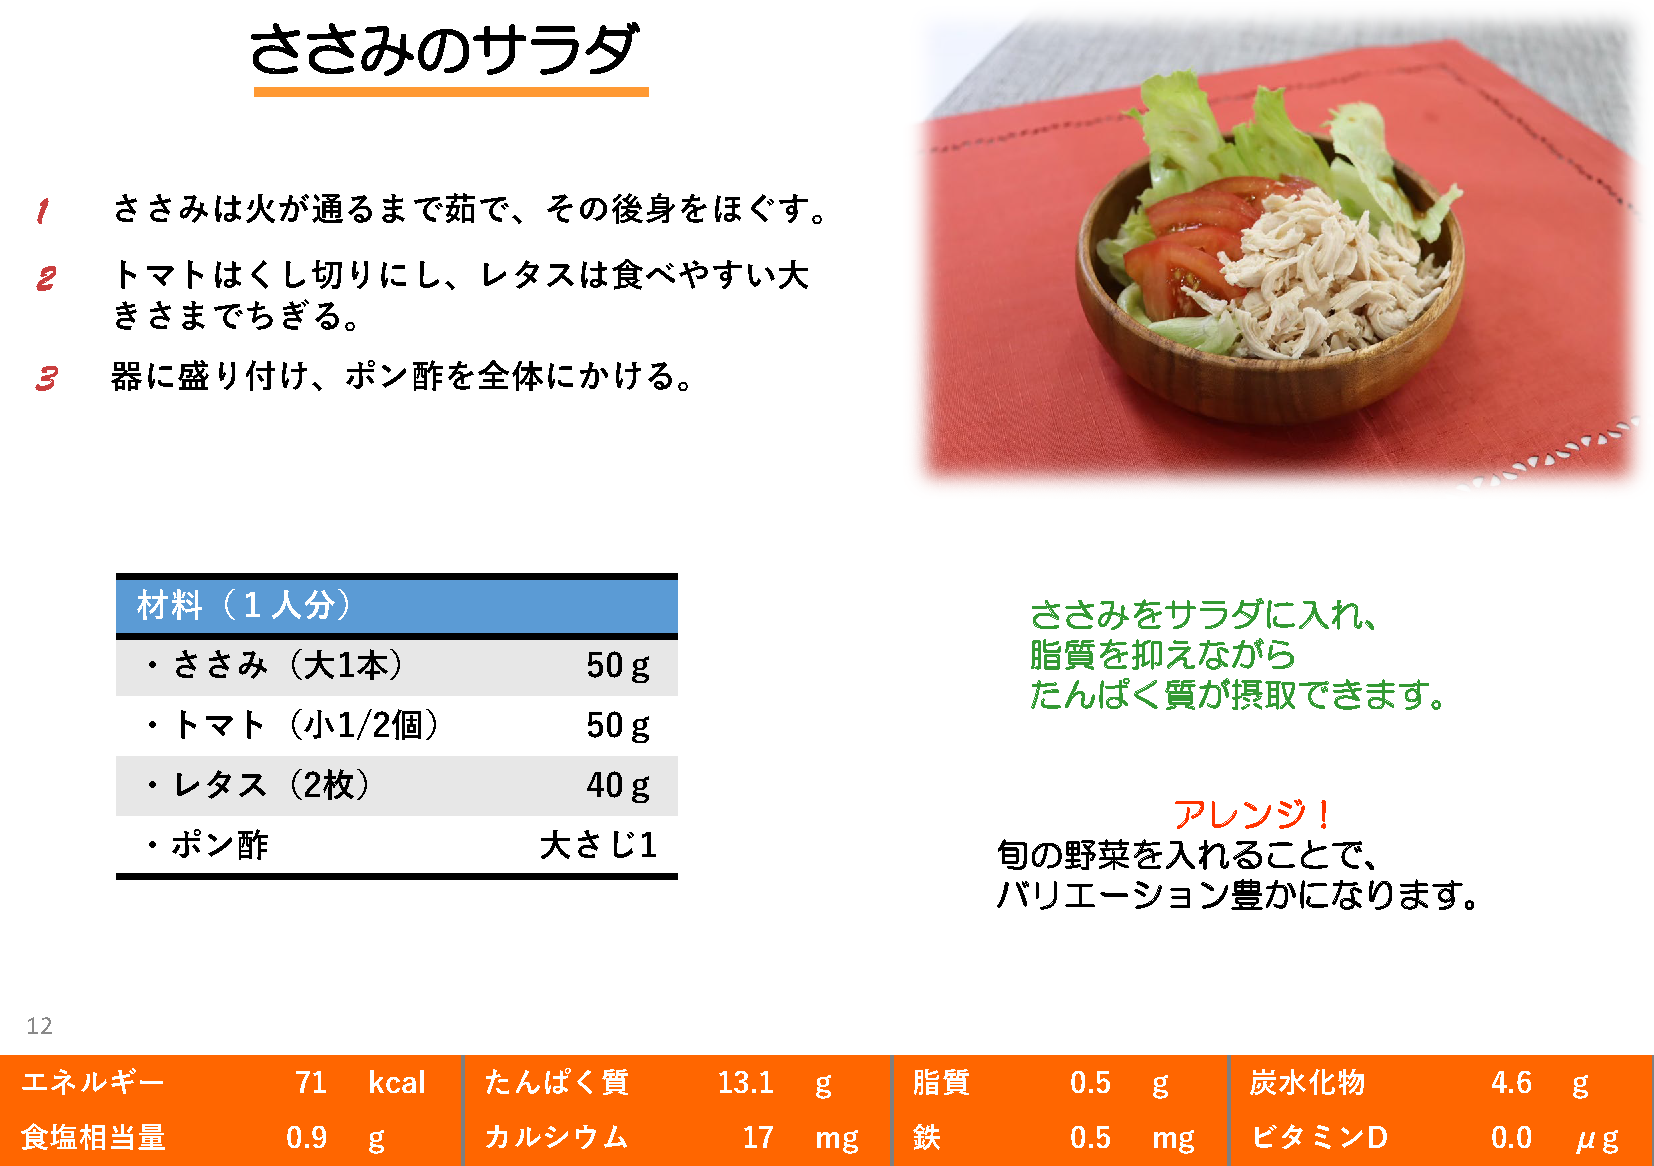 ささみのサラダ
1 ささみは火が通るまで茹で、その後身をほぐす。
2 トマトはくし切りにし、レタスは食べやすい大
きさまでちぎる。
3 器に盛り付け、ポン酢を全体にかける。
材料（１人分）
・ささみ（大1本） 50ｇ
・トマト（小1/2個） 50ｇ
・レタス（2枚） 40ｇ
・ポン酢 大さじ1
ささみをサラダに入れ、
脂質を抑えながら
たんぱく質が摂取できます。
アレンジ！
旬の野菜を入れることで、
バリエーション豊かになります。
12
エネルギー 71 kcal たんぱく質 13.1 g 脂質 0.5 g 炭水化物 4.6 g
食塩相当量 0.9 g カルシウム 17 mg 鉄 0.5 mg ビタミンD 0.0 μg